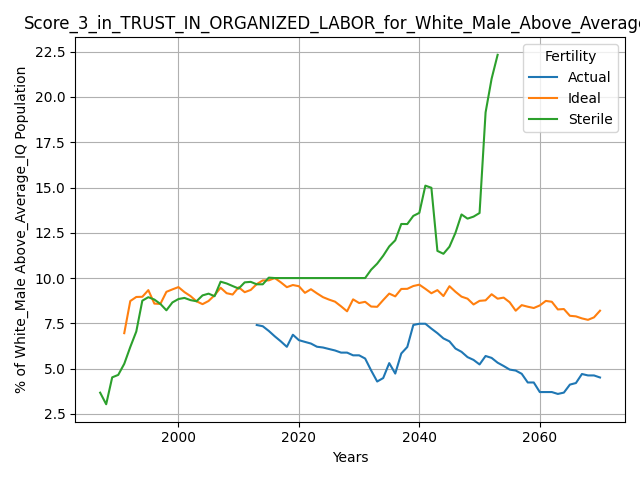 Score_3_in_TRUST_IN_ORGANIZED_LABOR_for_White_Male_Above_Average
% of White_Male Above_Average_IQ Population
22.5
20.0
17.5
15.0
12.5
10.0
7.5
5.0
2.5
Fertility
Actual
Ideal
Sterile
2000
2020
2040
2060
Years